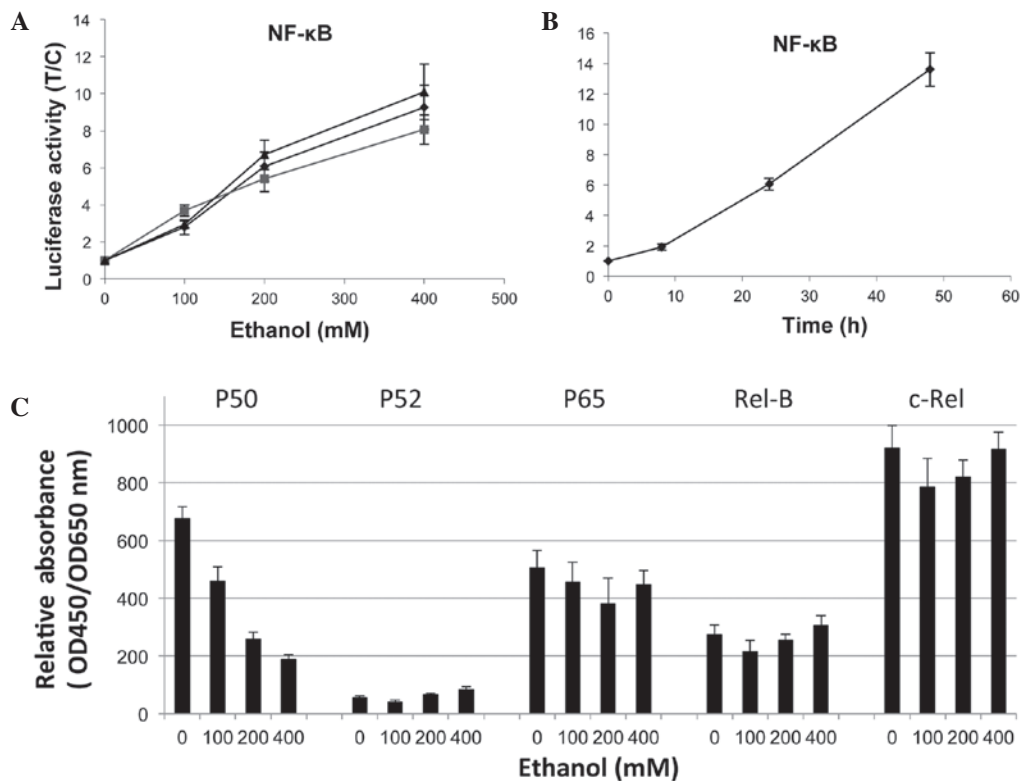 A
NF-κB
Luciferase activity (T/C)
14
12
10
8
6
4
2
0
0 100 200 300 400 500
Ethanol (mM)
B
NF-κB
16
14
12
10
8
6
4
2
0
0 10 20 30 40 50 60
Time (h)
C
P50 P52 P65 Rel-B c-Rel
Relative absorbance
( OD450/OD650 nm)
1000
800
600
400
200
0
0 100 200 400 0 100 200 400 0 100 200 400 0 100 200 400 0 100 200 400
Ethanol (mM)